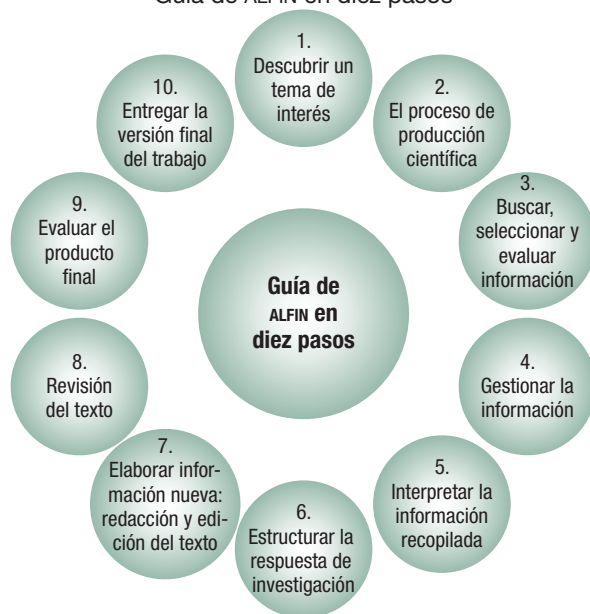 Guía de ALFIN en diez pasos
1.
Descubrir un
tema de
interés
2.
El proceso de
producción
científica
3.
Buscar,
seleccionar y
evaluar
información
4.
Gestionar la
información
5.
Interpretar la
información
recopilada
6.
Estructurar la
respuesta de
investigación
7.
Elaborar infor-
mación nueva:
redacción y edi-
ción del texto
8.
Revisión
del texto
9.
Evaluar el
producto
final
10.
Entregar la
versión final
del trabajo
Guía de
ALFIN en
diez pasos